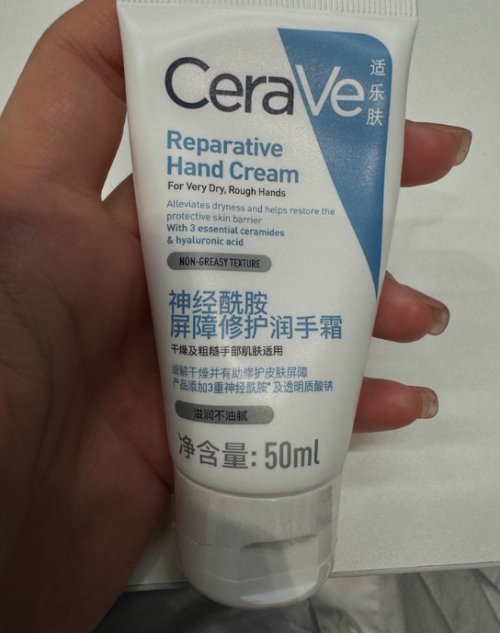 CeraVe
适乐肤
Reparative
Hand Cream
For Very Dry, Rough Hands
Alleviates dryness and helps restore the
protective skin barrier
With 3 essential ceramides
& hyaluronic acid
NON-GREASY TEXTURE
神经酰胺
屏障修护润手霜
干燥及粗糙手部肌肤适用
缓解干燥并有助修护皮肤屏障
产品添加3重神经酰胺*及透明质酸钠
滋润不油腻
净含量: 50ml